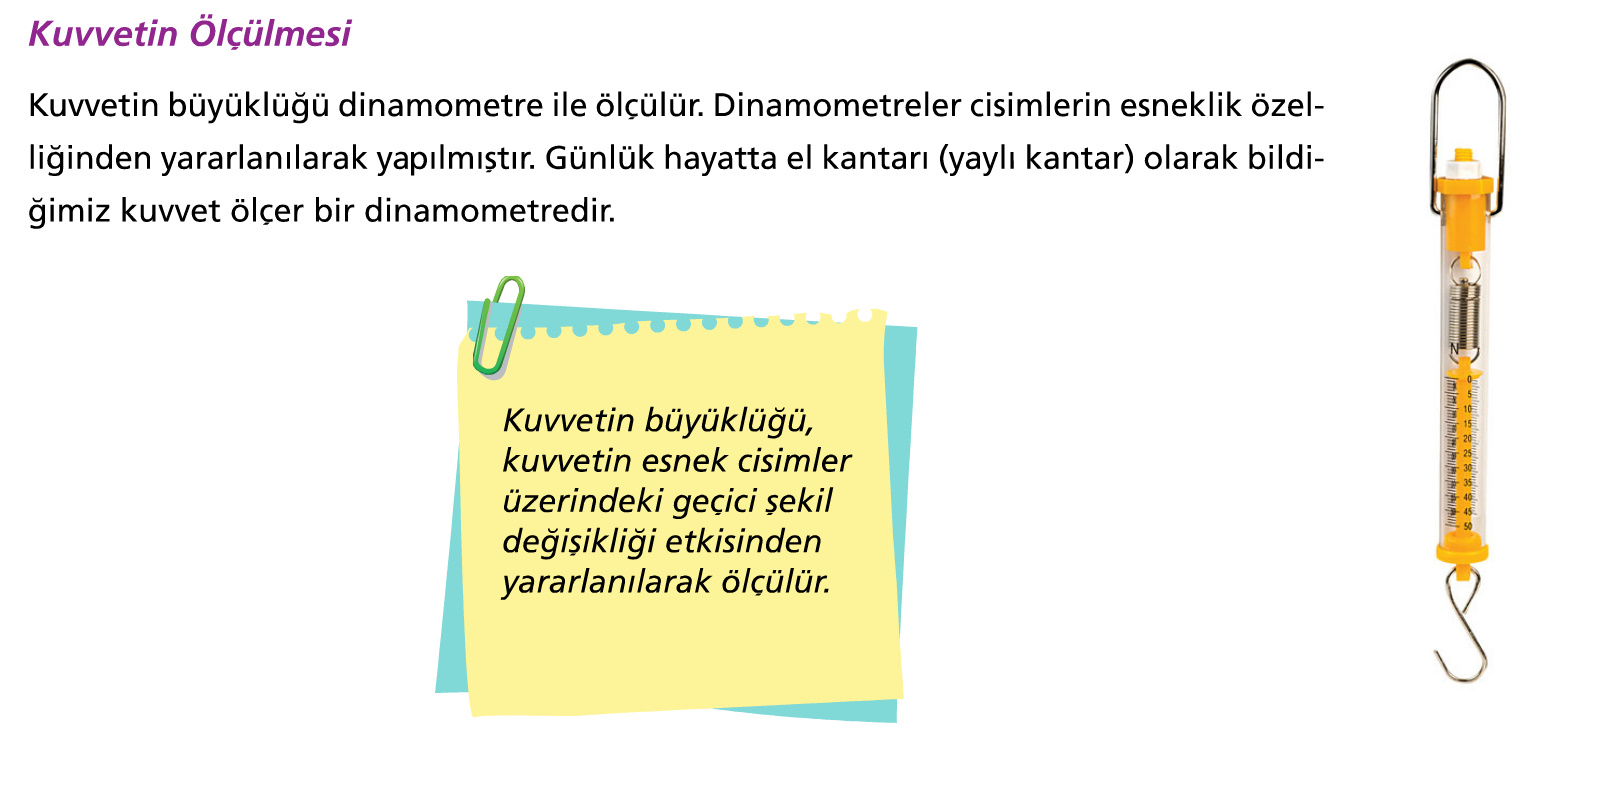 Kuvvetin Ölçülmesi
Kuvvetin büyüklüğü dinamometre ile ölçülür. Dinamometreler cisimlerin esneklik özel-
liğinden yararlanılarak yapılmıştır. Günlük hayatta el kantarı (yaylı kantar) olarak bildi-
ğimiz kuvvet ölçer bir dinamometredir.
Kuvvetin büyüklüğü,
kuvvetin esnek cisimler
üzerindeki geçici şekil
değişikliği etkisinden
yararlanılarak ölçülür.
N
0
5
10
15
20
25
30
35
40
45
50